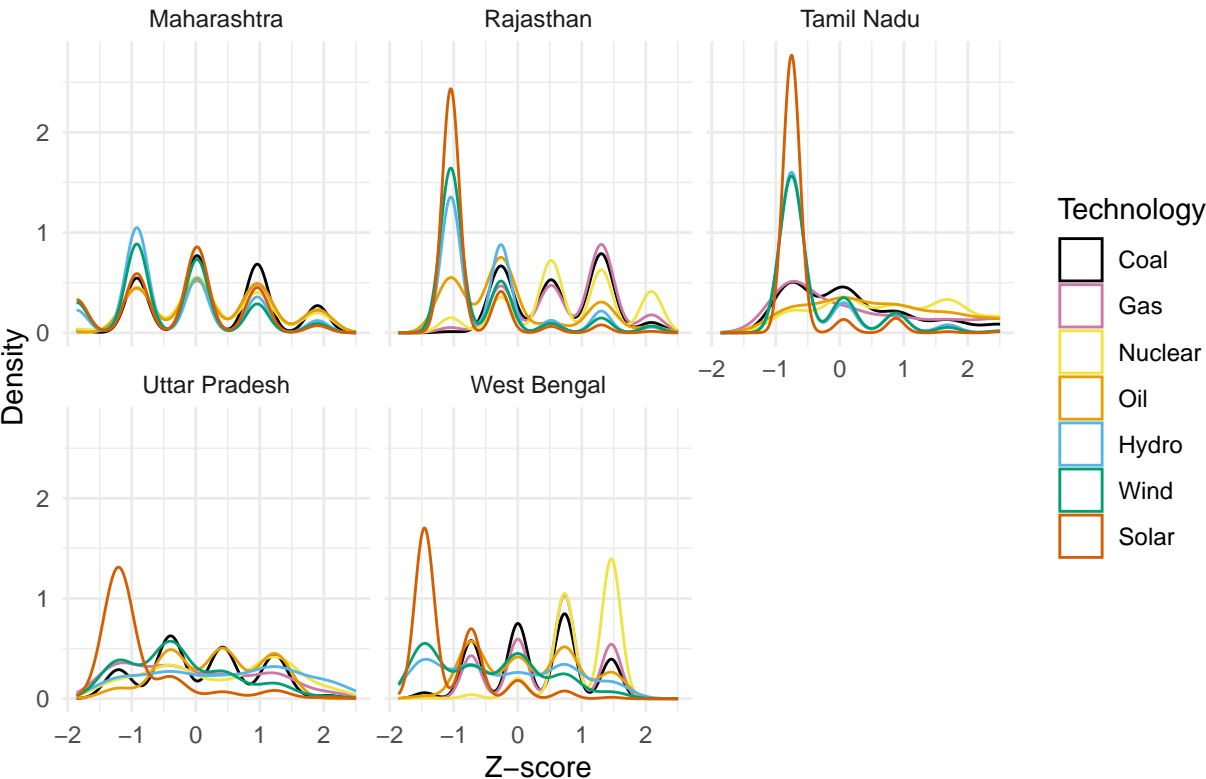 Maharashtra
Rajasthan
Tamil Nadu
2
1
0
−2 −1 0 1 2
Uttar Pradesh
West Bengal
2
1
0
−2 −1 0 1 2
−2 −1 0 1 2
Z−score
Density
Technology
Coal
Gas
Nuclear
Oil
Hydro
Wind
Solar